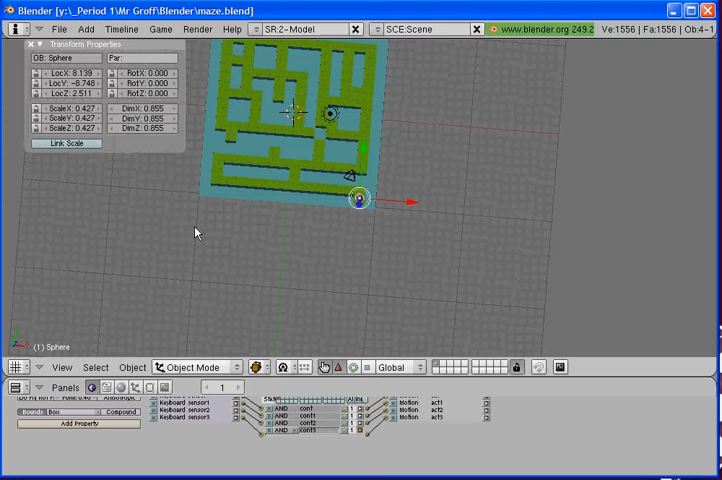 Blender [y:\_Period 1\Mr Groff\Blender\maze.blend]
File Add Timeline Game Render Help SR:2-Model SCE:Scene www.blender.org 249.2 Ve:1556 | Fa:1556 | Ob:4-1
Transform Properties
OB: Sphere Par:
LocX: 8.139 RotX: 0.000
LocY: -8.748 RotY: 0.000
LocZ: 2.511 RotZ: 0.000
ScaleX: 0.427 DimX: 0.855
ScaleY: 0.427 DimY: 0.855
ScaleZ: 0.427 DimZ: 0.855
Link Scale
(1) Sphere
View Select Object Object Mode Global
Panels 1
Bounds Box Compound
Add Property
Keyboard sensor1 AND cont 1 Motion act1
Keyboard sensor2 AND cont1 1 Motion act2
Keyboard sensor3 AND cont2 1 Motion act3
AND cont3 1